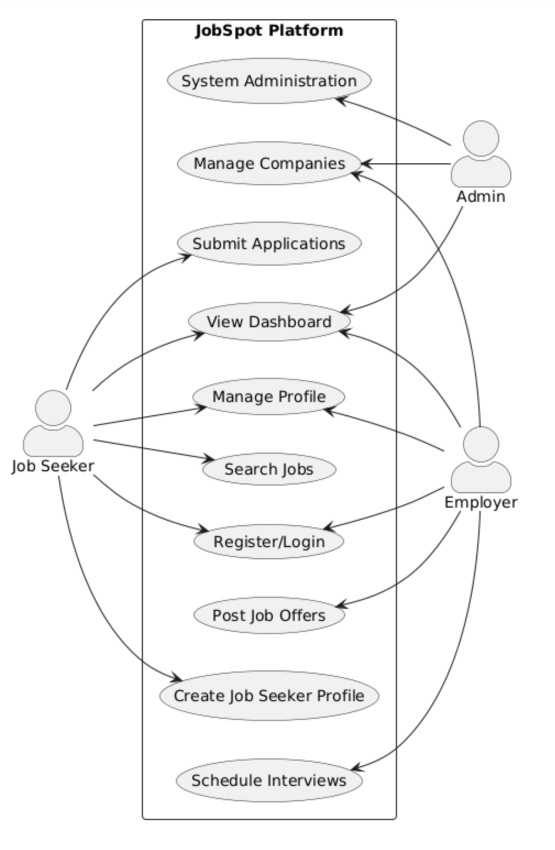 JobSpot Platform
System Administration
Manage Companies
Admin
Submit Applications
View Dashboard
Manage Profile
Job Seeker
Search Jobs
Employer
Register/Login
Post Job Offers
Create Job Seeker Profile
Schedule Interviews